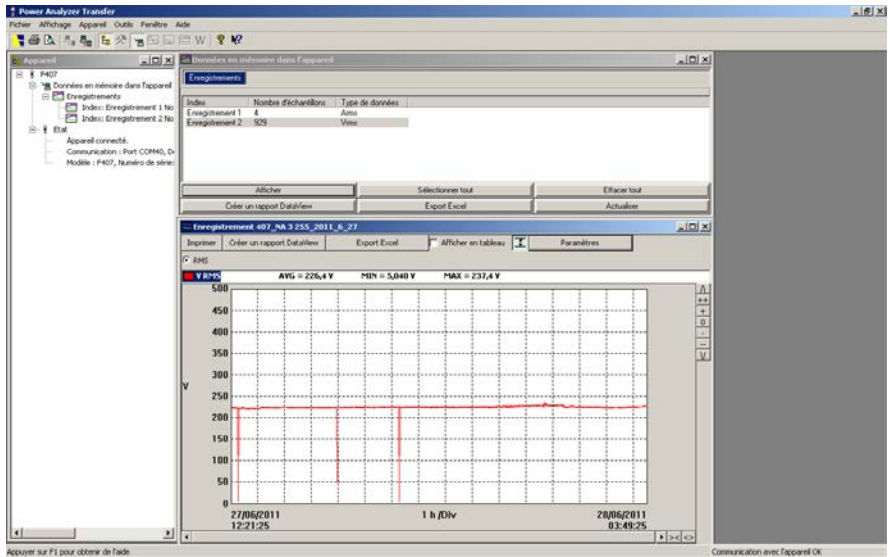 Power Analyzer Transfer
Fichier Affichage Appareil Outils Fenêtre Aide
Appareil
F407
Données en mémoire dans l'appareil
Enregistrements
Index: Enregistrement 1 No
Index: Enregistrement 2 No
Etat
Appareil connecté.
Communication : Port COM40, D
Modèle : F407, Numéro de série:
Données en mémoire dans l'appareil
Enregistrements
Index Nombre d'échantillons Type de données
Enregistrement 1 4 Arms
Enregistrement 2 929 Vrms
Afficher Sélectionner tout Effacer tout
Créer un rapport DataView Export Excel Actualiser
Enregistrement 407_NA 3 255_2011_6_27
Imprimer Créer un rapport DataView Export Excel Afficher en tableau Paramètres
RMS
V RMS AVG = 226,4 V MIN = 5,040 V MAX = 237,4 V
500
450
400
350
300
V
250
200
150
100
50
0
27/06/2011 1 h /Div 28/06/2011
12:21:25 03:49:25
Appuyer sur F1 pour obtenir de l'aide
Communication avec l'appareil OK